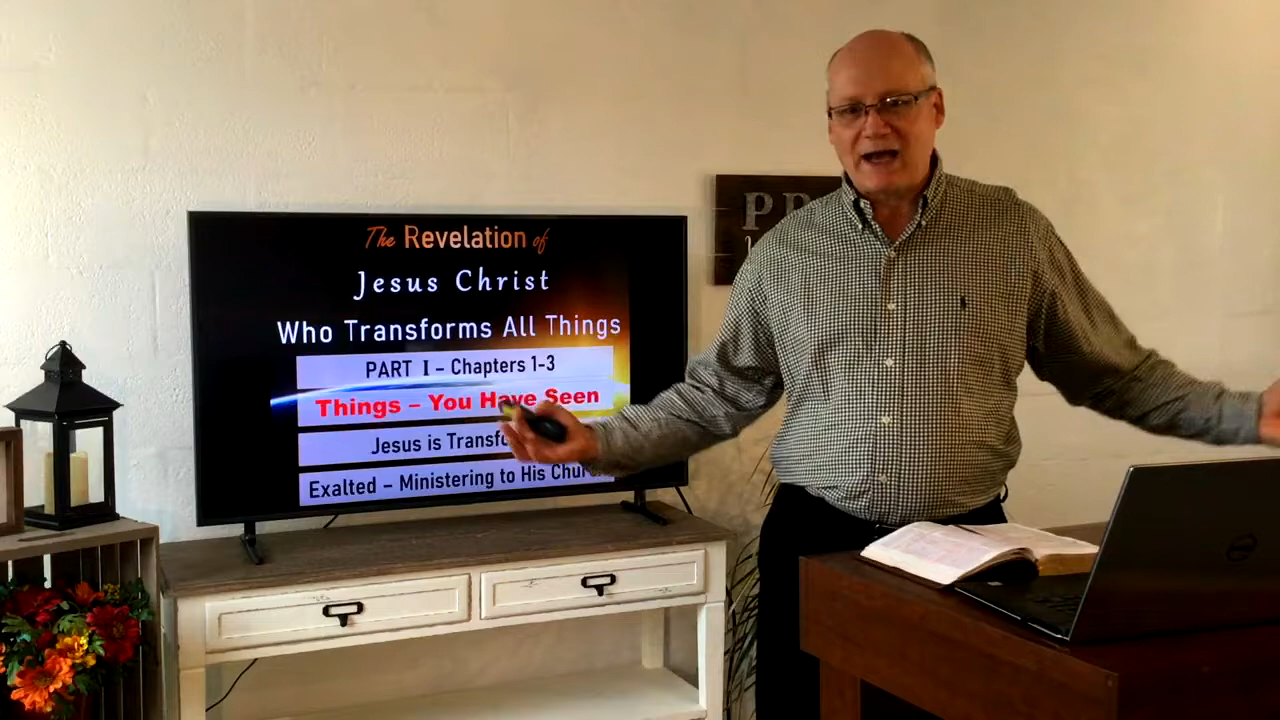 The Revelation of
Jesus Christ
Who Transforms All Things
PART I – Chapters 1-3
Things – You Have Seen
Jesus is
Exalted – Ministering to His